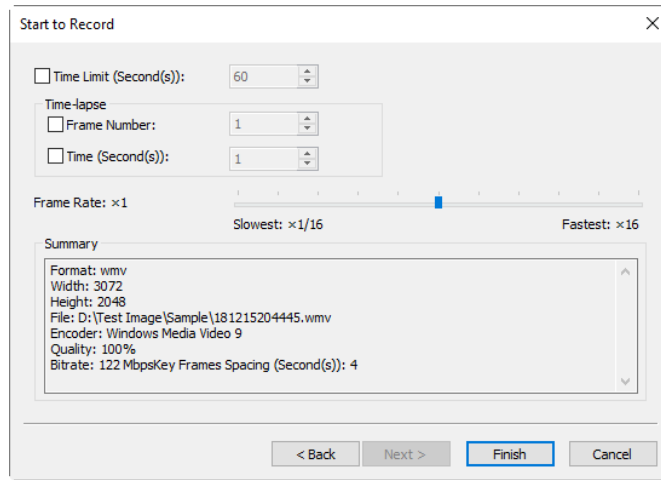 Start to Record
Time Limit (Second(s)): 60
Time-lapse
Frame Number: 1
Time (Second(s)): 1
Frame Rate: ×1
Slowest: ×1/16 Fastest: ×16
Summary
Format: wmv
Width: 3072
Height: 2048
File: D:\Test Image\Sample\181215204445.wmv
Encoder: Windows Media Video 9
Quality: 100%
Bitrate: 122 MbpsKey Frames Spacing (Second(s)): 4
< Back Next > Finish Cancel